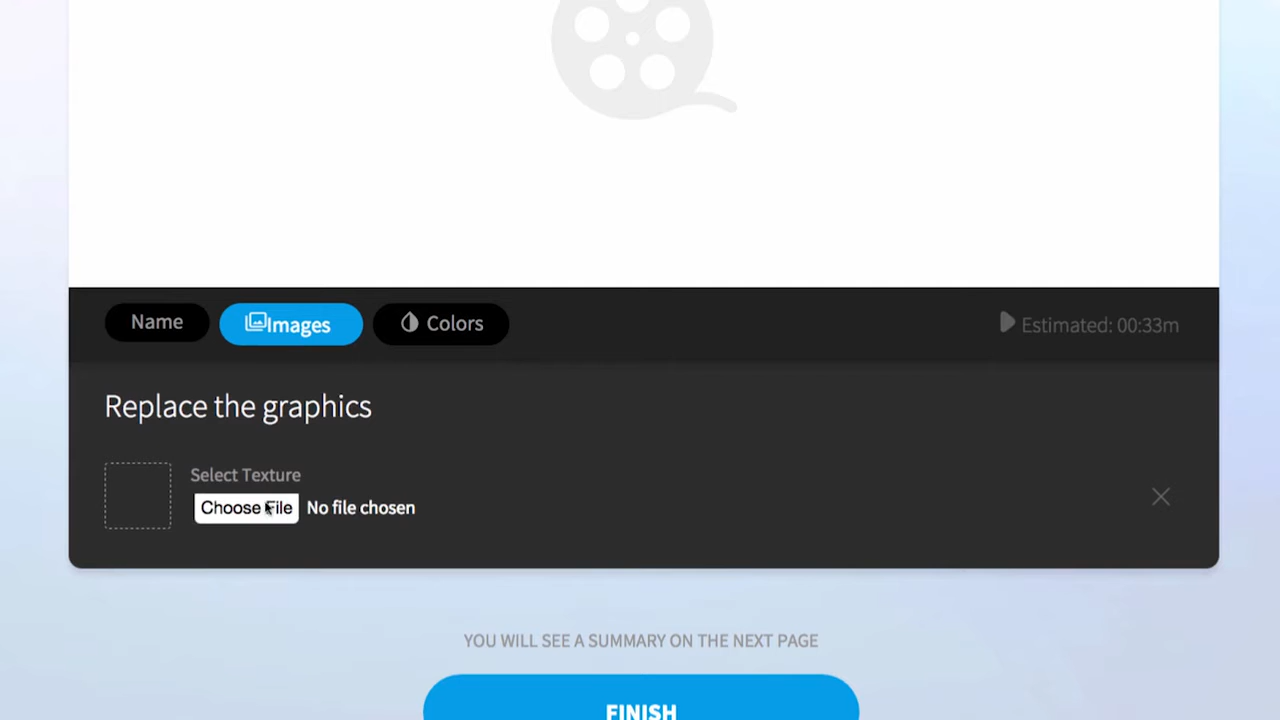 Name
Images
Colors
Estimated: 00:33m
Replace the graphics
Select Texture
Choose File No file chosen
YOU WILL SEE A SUMMARY ON THE NEXT PAGE
FINISH